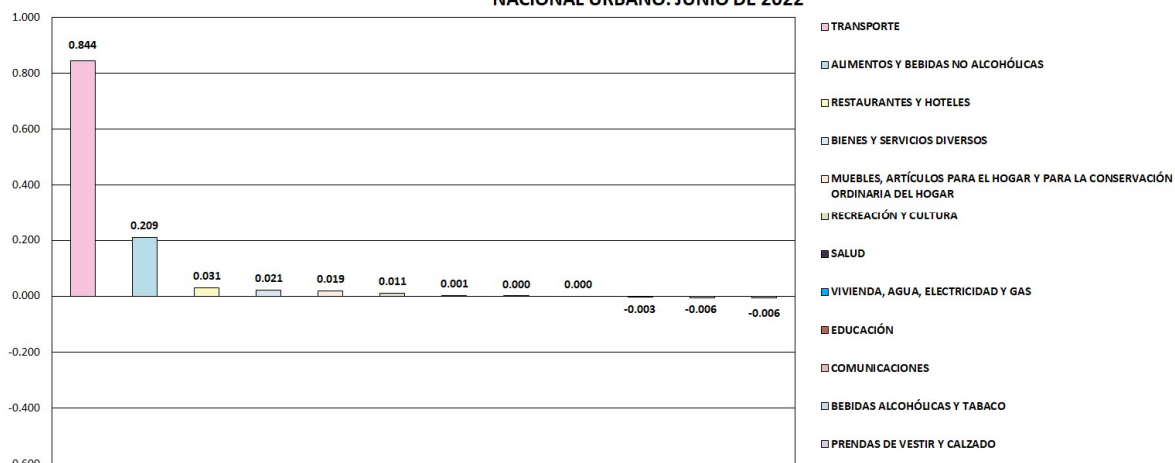 NACIONAL URBANO. JUNIO DE 2022
1.000
0.800
0.600
0.400
0.200
0.000
-0.200
-0.400
-0.600
0.844
0.209
0.031
0.021
0.019
0.011
0.001
0.000
0.000
-0.003
-0.006
-0.006
TRANSPORTE
ALIMENTOS Y BEBIDAS NO ALCOHÓLICAS
RESTAURANTES Y HOTELES
BIENES Y SERVICIOS DIVERSOS
MUEBLES, ARTÍCULOS PARA EL HOGAR Y PARA LA CONSERVACIÓN
ORDINARIA DEL HOGAR
RECREACIÓN Y CULTURA
SALUD
VIVIENDA, AGUA, ELECTRICIDAD Y GAS
EDUCACIÓN
COMUNICACIONES
BEBIDAS ALCOHÓLICAS Y TABACO
PRENDAS DE VESTIR Y CALZADO